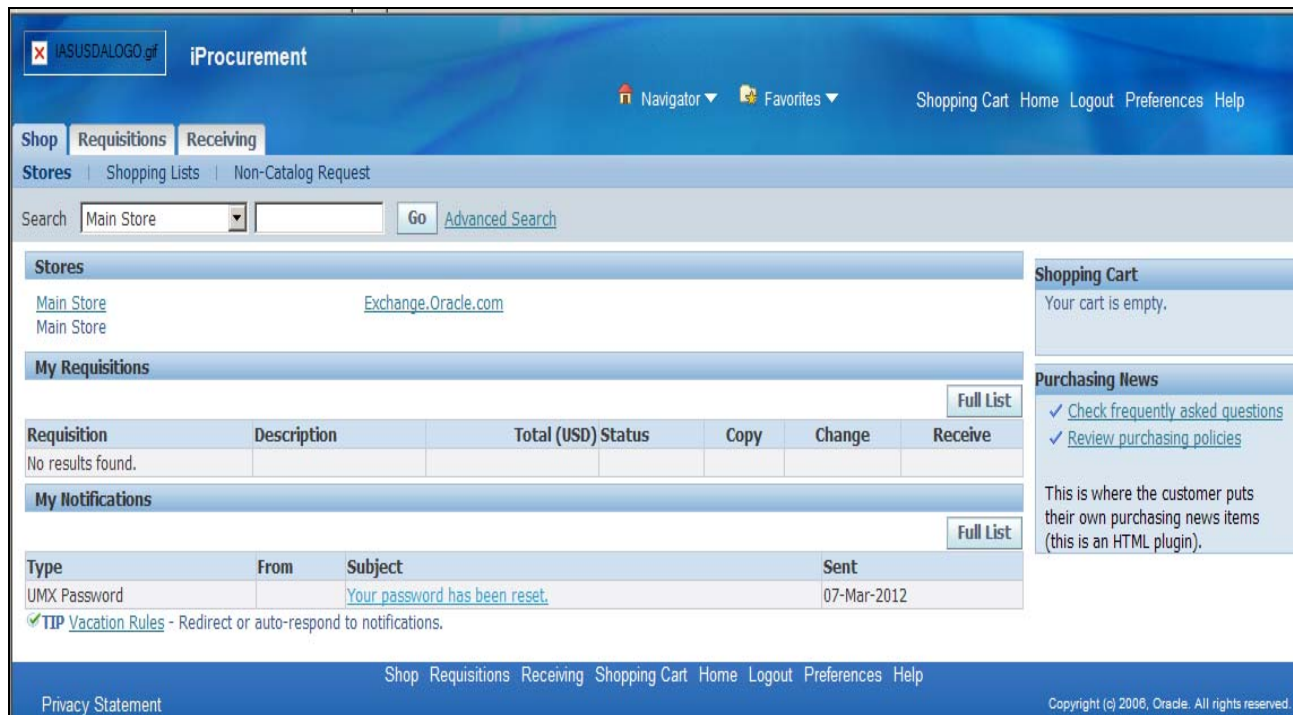 iASUSDALOGO.gif iProcurement
Navigator Favorites Shopping Cart Home Logout Preferences Help
Shop Requisitions Receiving
Stores | Shopping Lists | Non-Catalog Request
Search Main Store Go Advanced Search
Stores
Main Store Exchange.Oracle.com
Main Store
My Requisitions
Full List
Requisition Description Total (USD) Status Copy Change Receive
No results found.
My Notifications
Full List
Type From Subject Sent
UMX Password Your password has been reset. 07-Mar-2012
TIP Vacation Rules - Redirect or auto-respond to notifications.
Shopping Cart
Your cart is empty.
Purchasing News
Check frequently asked questions
Review purchasing policies
This is where the customer puts
their own purchasing news items
(this is an HTML plugin).
Shop Requisitions Receiving Shopping Cart Home Logout Preferences Help
Privacy Statement Copyright (c) 2006, Oracle. All rights reserved.